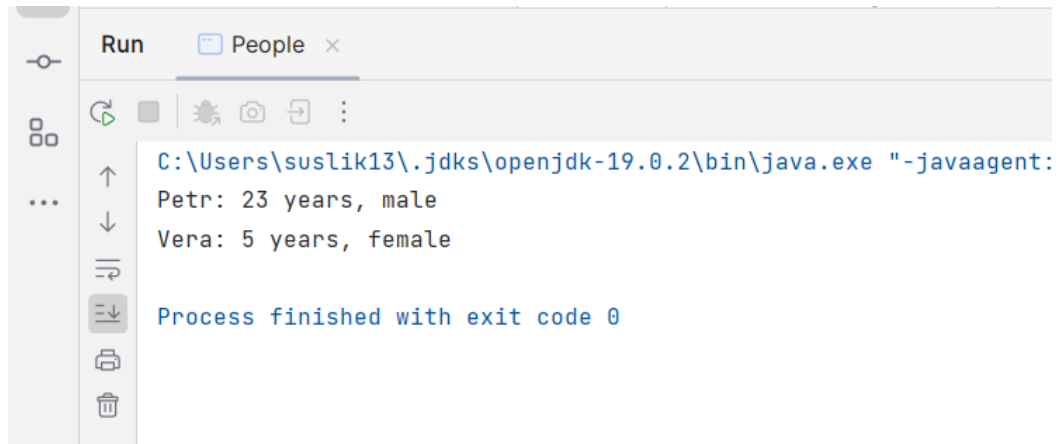 Run People
C:\Users\suslik13\.jdks\openjdk-19.0.2\bin\java.exe "-javaagent:
Petr: 23 years, male
Vera: 5 years, female
Process finished with exit code 0